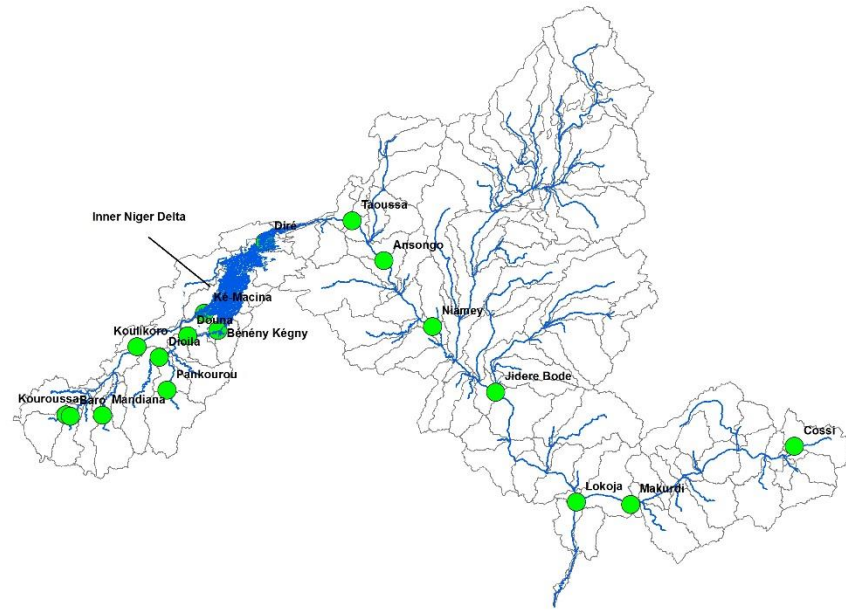 Taoussa
Inner Niger Delta
Diré
Ansongo
Ké-Macina
Niamey
Douna
Bénény Kégny
Koulikoro
Dioila
Pankourou
Jidere Bode
Kouroussa
Baro
Mandiana
Cossi
Lokoja
Makurdi